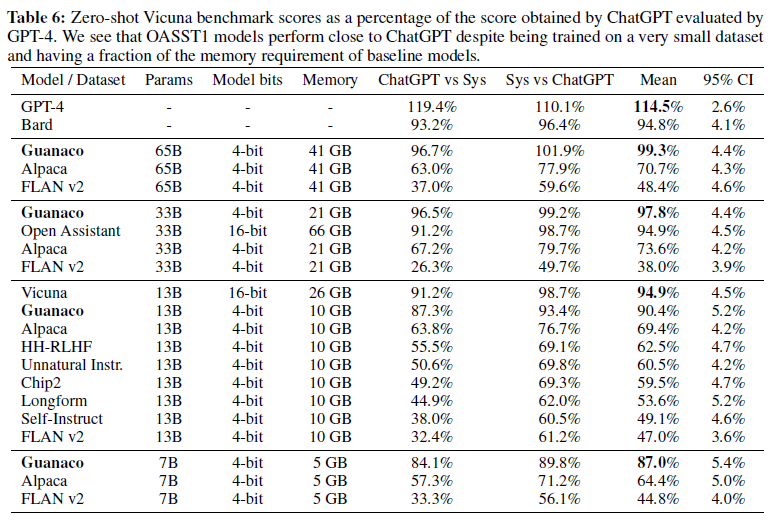 Table 6: Zero-shot Vicuna benchmark scores as a percentage of the score obtained by ChatGPT evaluated by
GPT-4. We see that OASST1 models perform close to ChatGPT despite being trained on a very small dataset
and having a fraction of the memory requirement of baseline models.
Model / Dataset Params Model bits Memory ChatGPT vs Sys Sys vs ChatGPT Mean 95% CI
GPT-4 - - - 119.4% 110.1% 114.5% 2.6%
Bard - - - 93.2% 96.4% 94.8% 4.1%
Guanaco 65B 4-bit 41 GB 96.7% 101.9% 99.3% 4.4%
Alpaca 65B 4-bit 41 GB 63.0% 77.9% 70.7% 4.3%
FLAN v2 65B 4-bit 41 GB 37.0% 59.6% 48.4% 4.6%
Guanaco 33B 4-bit 21 GB 96.5% 99.2% 97.8% 4.4%
Open Assistant 33B 16-bit 66 GB 91.2% 98.7% 94.9% 4.5%
Alpaca 33B 4-bit 21 GB 67.2% 79.7% 73.6% 4.2%
FLAN v2 33B 4-bit 21 GB 26.3% 49.7% 38.0% 3.9%
Vicuna 13B 16-bit 26 GB 91.2% 98.7% 94.9% 4.5%
Guanaco 13B 4-bit 10 GB 87.3% 93.4% 90.4% 5.2%
Alpaca 13B 4-bit 10 GB 63.8% 76.7% 69.4% 4.2%
HH-RLHF 13B 4-bit 10 GB 55.5% 69.1% 62.5% 4.7%
Unnatural Instr. 13B 4-bit 10 GB 50.6% 69.8% 60.5% 4.2%
Chip2 13B 4-bit 10 GB 49.2% 69.3% 59.5% 4.7%
Longform 13B 4-bit 10 GB 44.9% 62.0% 53.6% 5.2%
Self-Instruct 13B 4-bit 10 GB 38.0% 60.5% 49.1% 4.6%
FLAN v2 13B 4-bit 10 GB 32.4% 61.2% 47.0% 3.6%
Guanaco 7B 4-bit 5 GB 84.1% 89.8% 87.0% 5.4%
Alpaca 7B 4-bit 5 GB 57.3% 71.2% 64.4% 5.0%
FLAN v2 7B 4-bit 5 GB 33.3% 56.1% 44.8% 4.0%